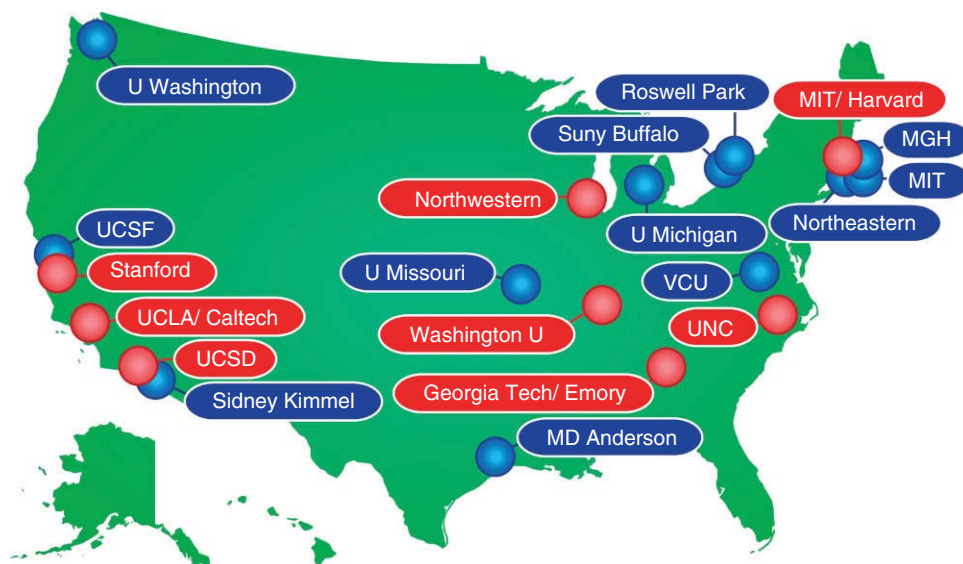 U Washington
Roswell Park
MIT/ Harvard
Suny Buffalo
MGH
MIT
Northwestern
Northeastern
UCSF
U Michigan
Stanford
U Missouri
VCU
UCLA/ Caltech
Washington U
UNC
UCSD
Georgia Tech/ Emory
Sidney Kimmel
MD Anderson